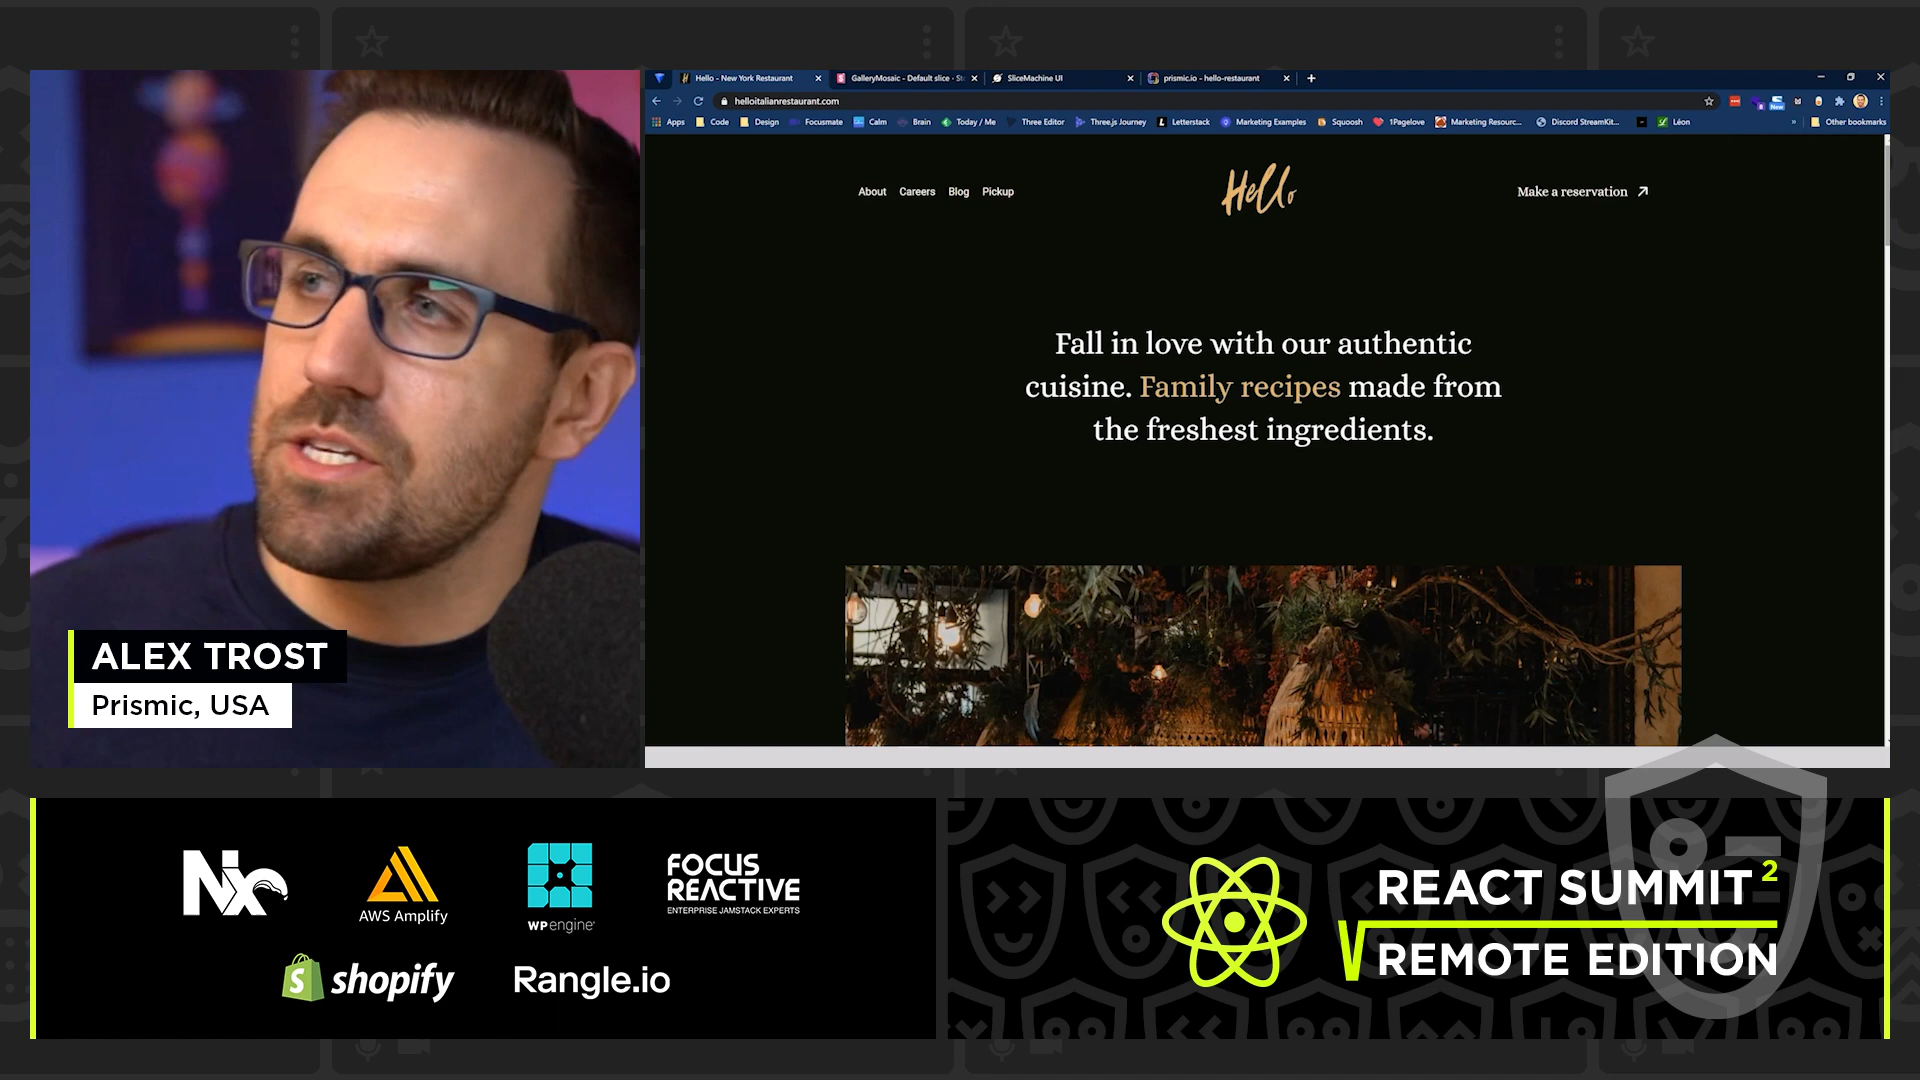 Hello - New York Restaurant
GalleryMosaic - Default slice · St
SliceMachine UI
prismic.io - hello-restaurant
helloitalianrestaurant.com
New
Apps
Code
Design
Focusmate
Calm
Brain
Today / Me
Three Editor
Three.js Journey
Letterstack
Marketing Examples
Squoosh
1Pagelove
Marketing Resourc...
Discord StreamKit...
Léon
Other bookmarks
About Careers Blog Pickup
Hello
Make a reservation
Fall in love with our authentic
cuisine. Family recipes made from
the freshest ingredients.
ALEX TROST
Prismic, USA
Nx
AWS Amplify
WP engine
FOCUS
REACTIVE
ENTERPRISE JAMSTACK EXPERTS
shopify
Rangle.io
REACT SUMMIT 2
REMOTE EDITION